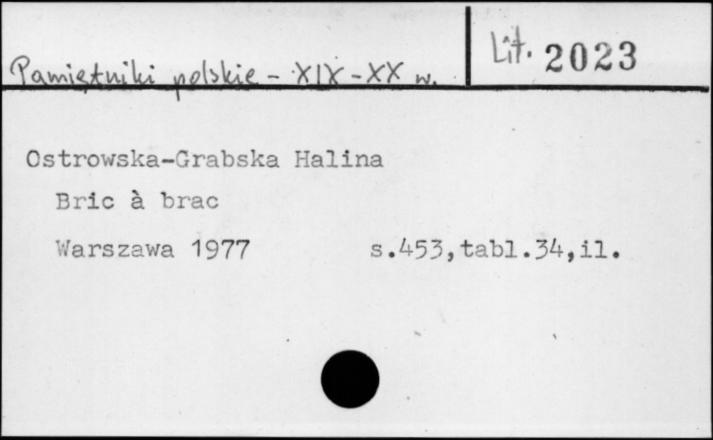 Pamiętniki polskie - XIX-XX w.
Lit. 2023
Ostrowska-Grabska Halina
Bric à brac
Warszawa 1977 s.453,tabl.34,il.